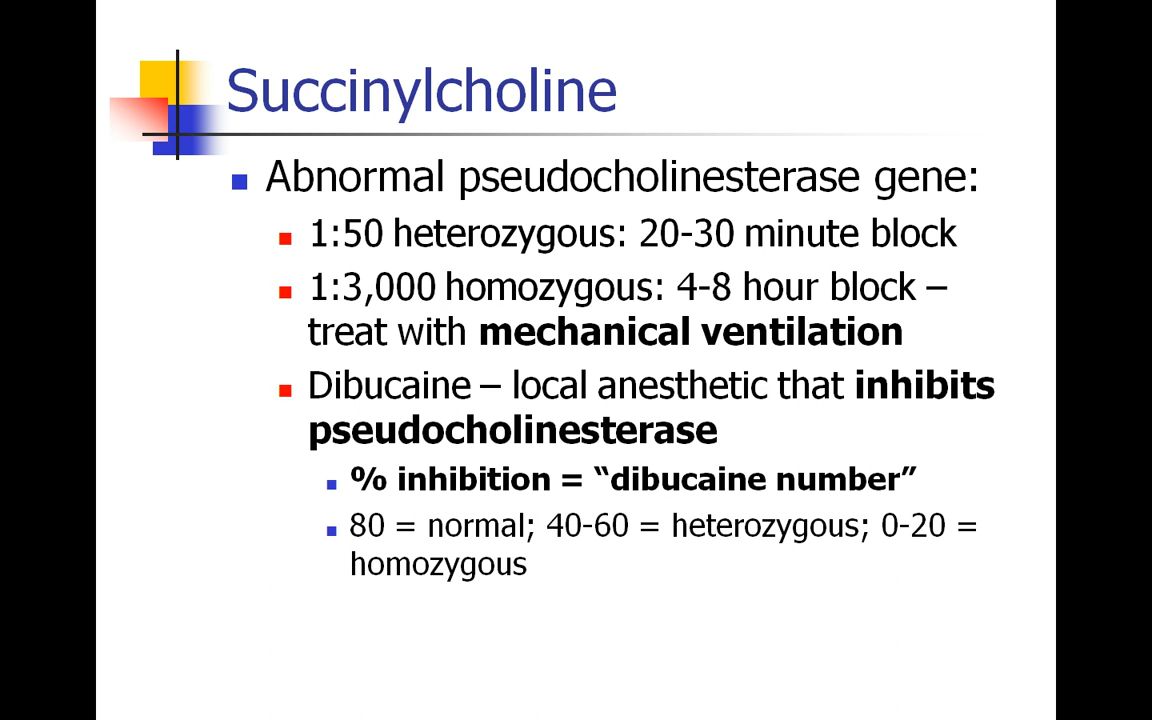 Succinylcholine
Abnormal pseudocholinesterase gene:
1:50 heterozygous: 20-30 minute block
1:3,000 homozygous: 4-8 hour block –
treat with mechanical ventilation
Dibucaine – local anesthetic that inhibits
pseudocholinesterase
% inhibition = “dibucaine number”
80 = normal; 40-60 = heterozygous; 0-20 =
homozygous